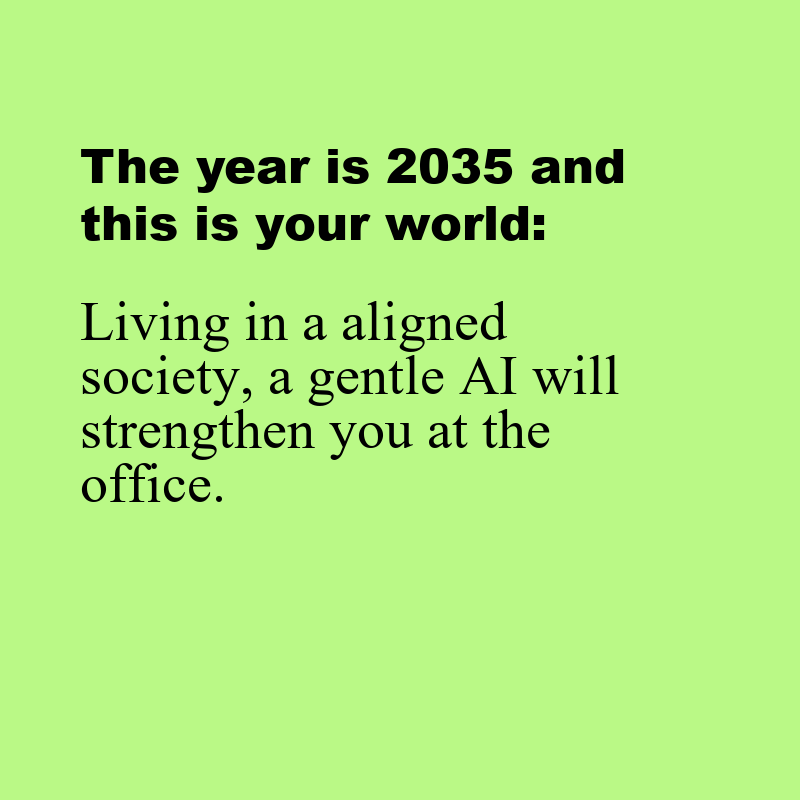 The year is 2035 and
this is your world:
Living in a aligned
society, a gentle AI will
strengthen you at the
office.